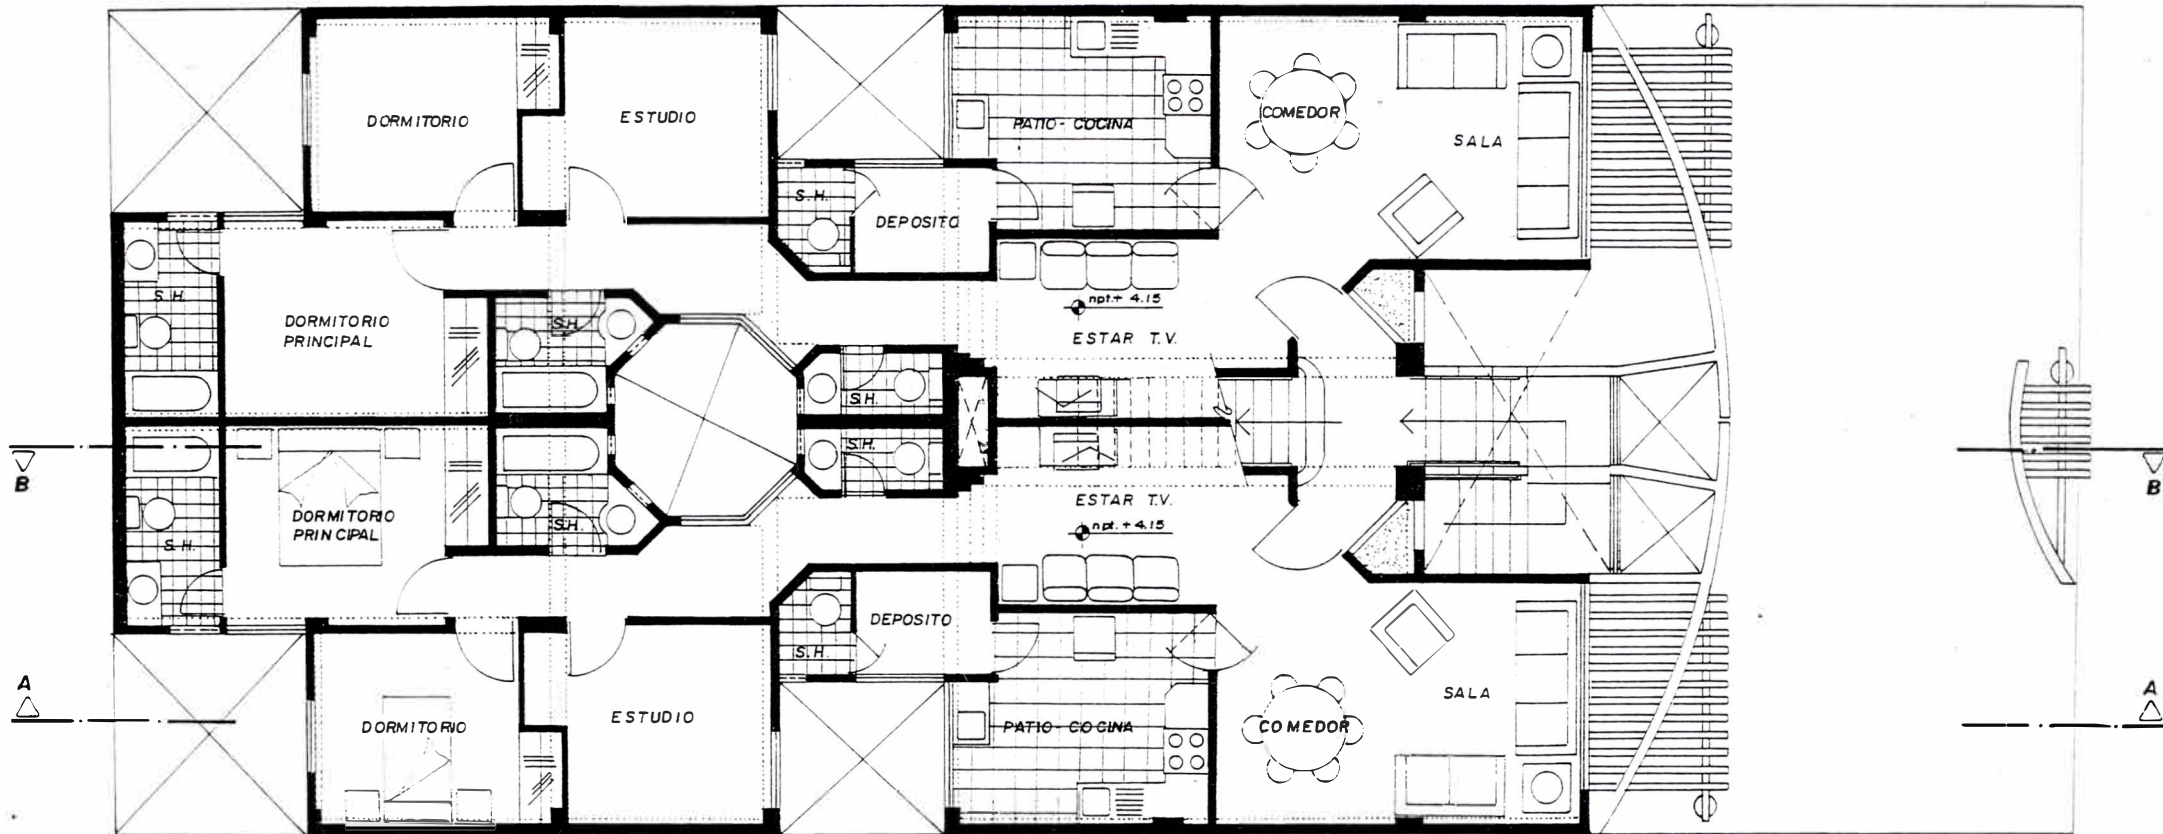 DORMITORIO
ESTUDIO
PATIO - COCINA
COMEDOR
SALA
S.H.
DEPOSITO
S.H.
DORMITORIO
PRINCIPAL
S.H.
npt.+ 4.15
ESTAR T.V.
S.H.
S.H.
B
B
DORMITORIO
PRINCIPAL
S.H.
S.H.
ESTAR T.V.
npt.+ 4.15
S.H.
DEPOSITO
S.H.
A
A
DORMITORIO
ESTUDIO
PATIO - COCINA
COMEDOR
SALA